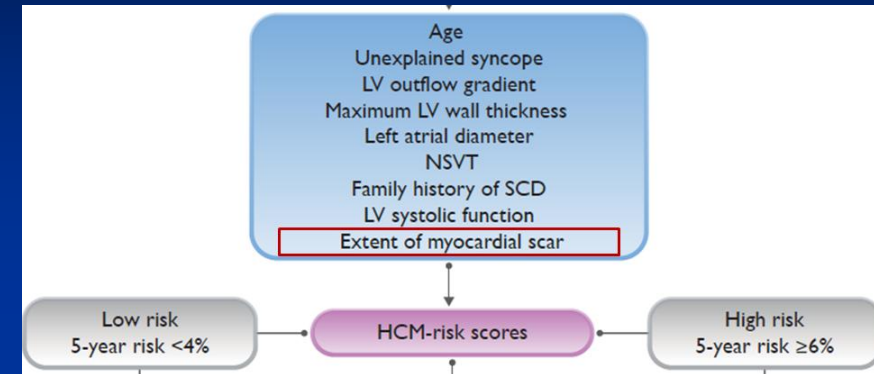 Age
Unexplained syncope
LV outflow gradient
Maximum LV wall thickness
Left atrial diameter
NSVT
Family history of SCD
LV systolic function
Extent of myocardial scar
Low risk
5-year risk <4%
HCM-risk scores
High risk
5-year risk ≥6%